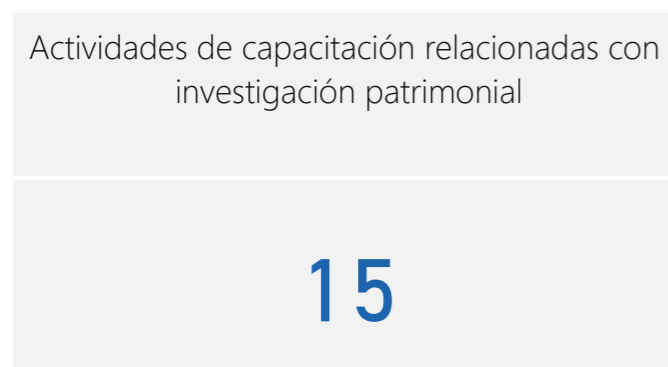 Actividades de capacitación relacionadas con
investigación patrimonial
15